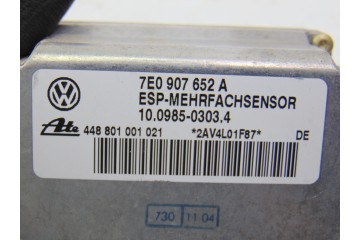 7E0 907 652 A
ESP-MEHRFACHSENSOR
10.0985-0303.4
Ate 448 801 001 021 *2AV4L01F87* DE
730 11 04